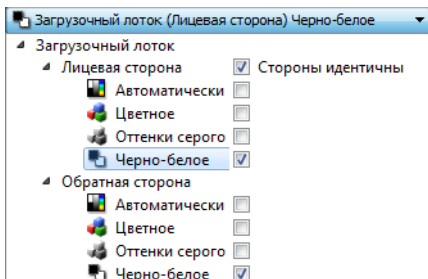 Загрузочный лоток (Лицевая сторона) Черно-белое
Загрузочный лоток
Лицевая сторона Стороны идентичны
Автоматически
Цветное
Оттенки серого
Черно-белое
Обратная сторона
Автоматически
Цветное
Оттенки серого
Черно-белое